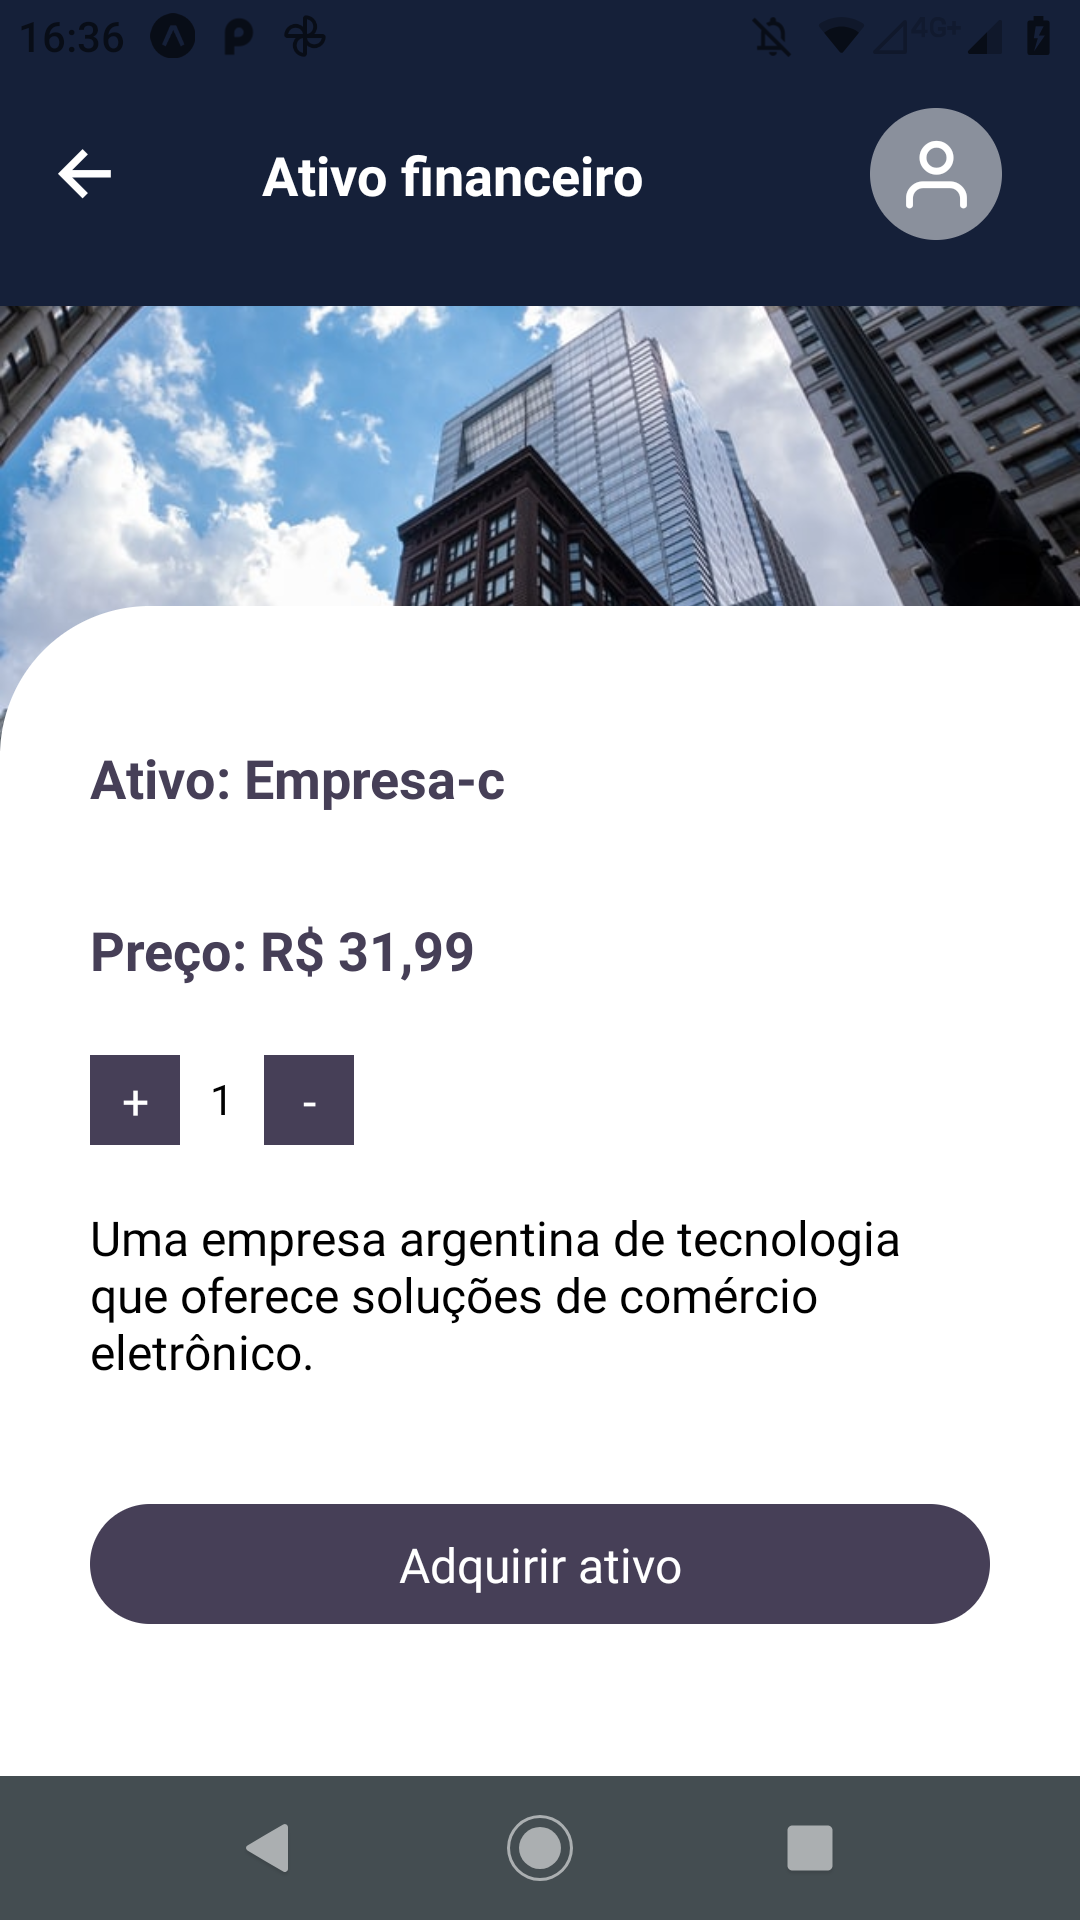 16:36
4G+
Ativo financeiro
Ativo: Empresa-c
Preço: R$ 31,99
+ 1 -
Uma empresa argentina de tecnologia
que oferece soluções de comércio
eletrônico.
Adquirir ativo